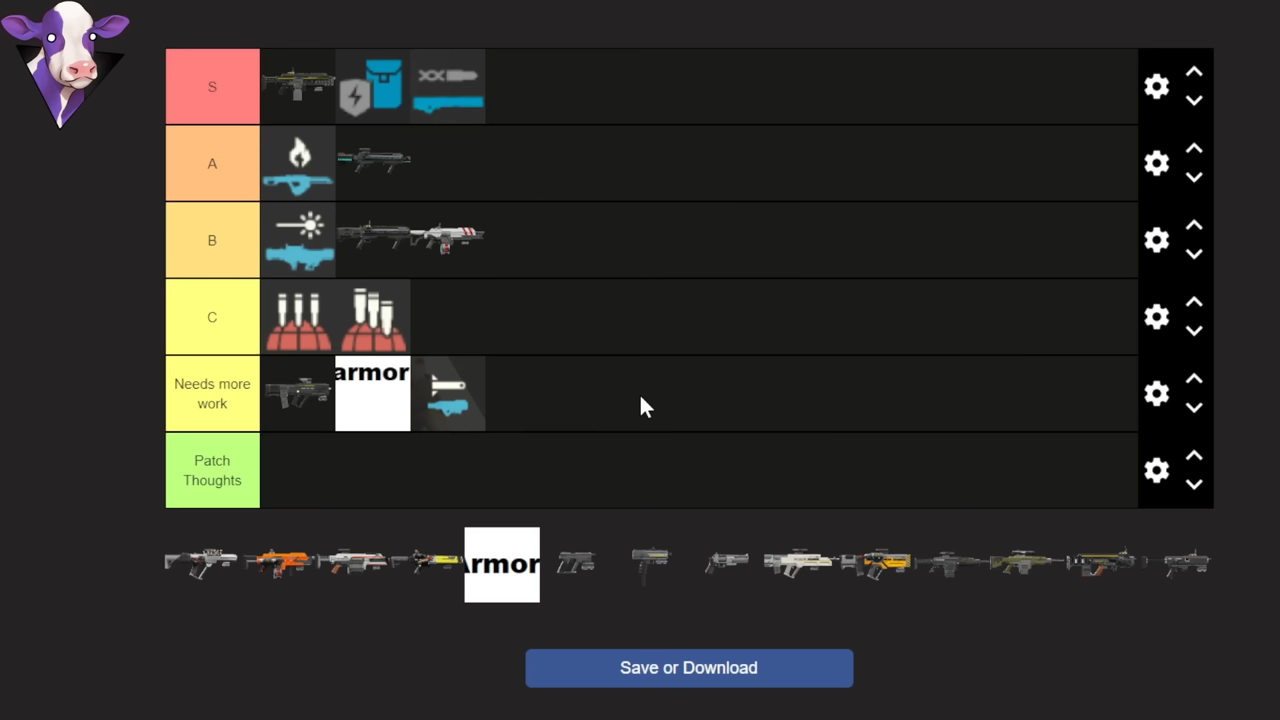 S
A
B
C
Needs more
work
armor
Patch
Thoughts
Armor
Save or Download